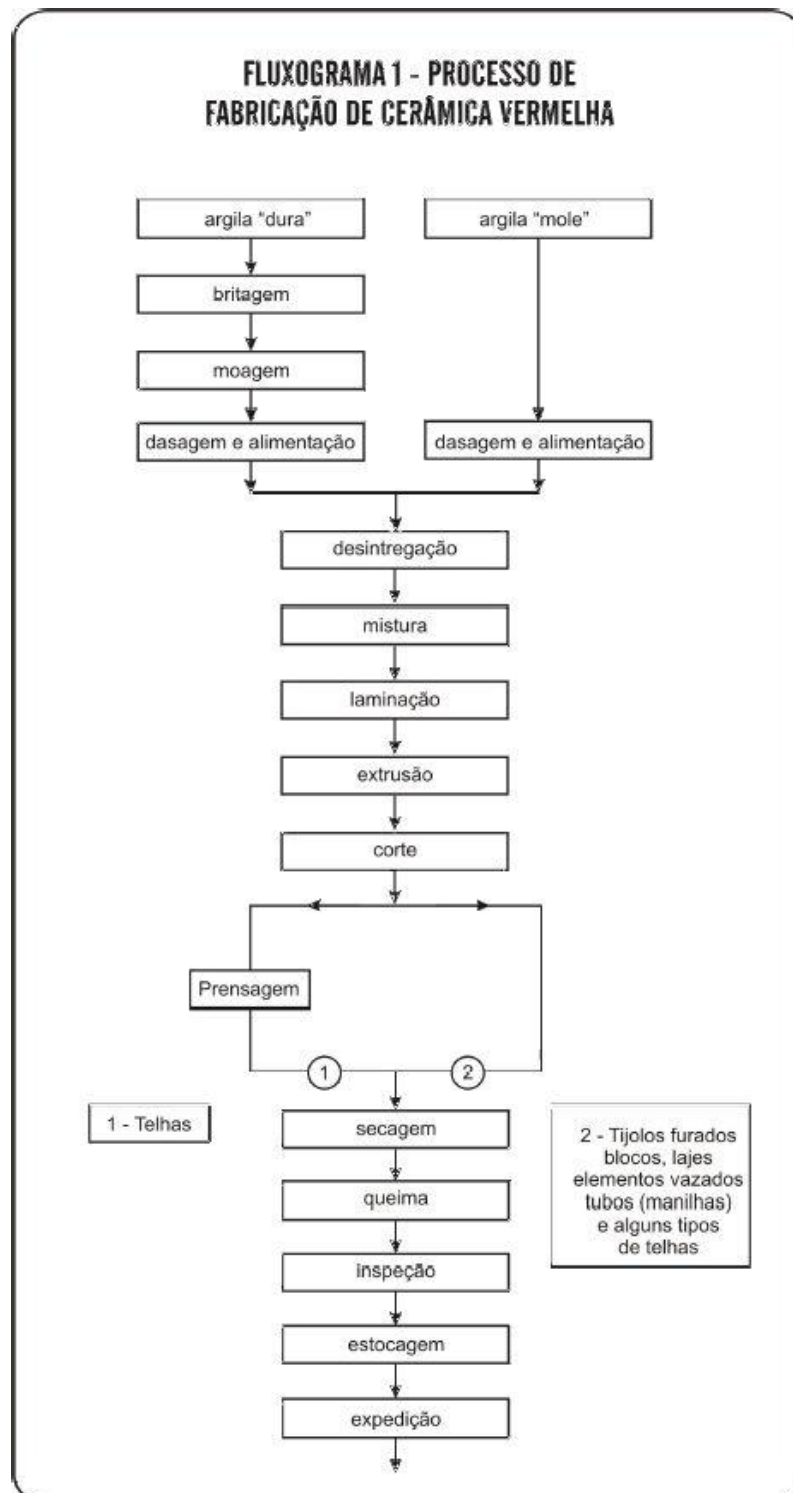 FLUXOGRAMA 1 - PROCESSO DE
FABRICAÇÃO DE CERÂMICA VERMELHA
argila “dura”
argila “mole”
britagem
moagem
dasagem e alimentação
dasagem e alimentação
desintregação
mistura
laminação
extrusão
corte
Prensagem
1
2
1 - Telhas
2 - Tijolos furados
blocos, lajes
elementos vazados
tubos (manilhas)
e alguns tipos
de telhas
secagem
queima
inspeção
estocagem
expedição